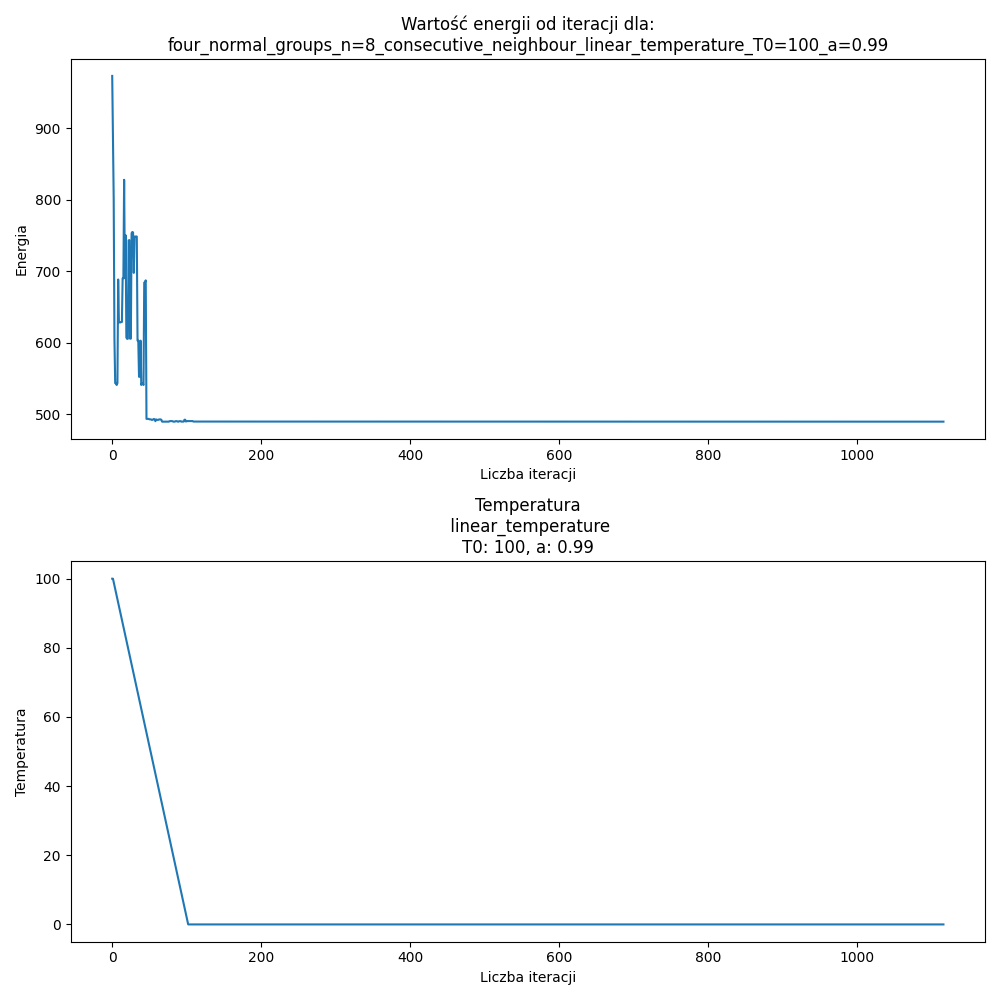 Wartość energii od iteracji dla:
four_normal_groups_n=8_consecutive_neighbour_linear_temperature_T0=100_a=0.99
900
800
700
600
500
Energia
0 200 400 600 800 1000
Liczba iteracji
Temperatura
linear_temperature
T0: 100, a: 0.99
100
80
60
40
20
0
Temperatura
0 200 400 600 800 1000
Liczba iteracji